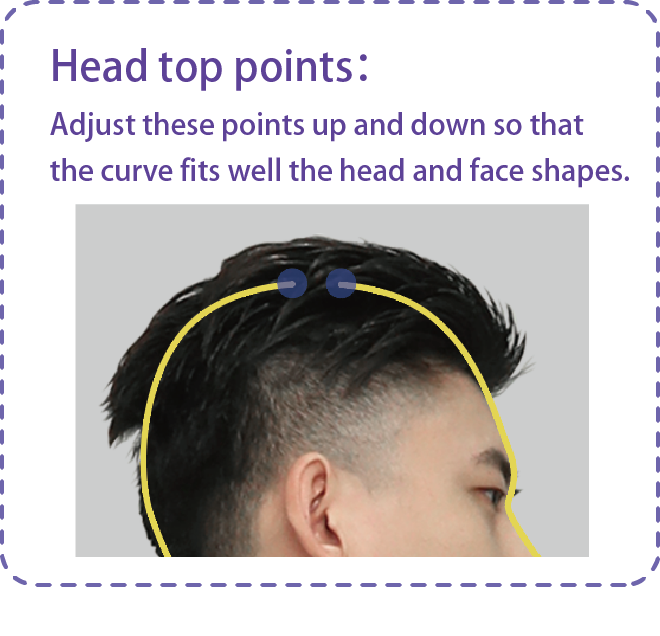 Head top points:
Adjust these points up and down so that
the curve fits well the head and face shapes.